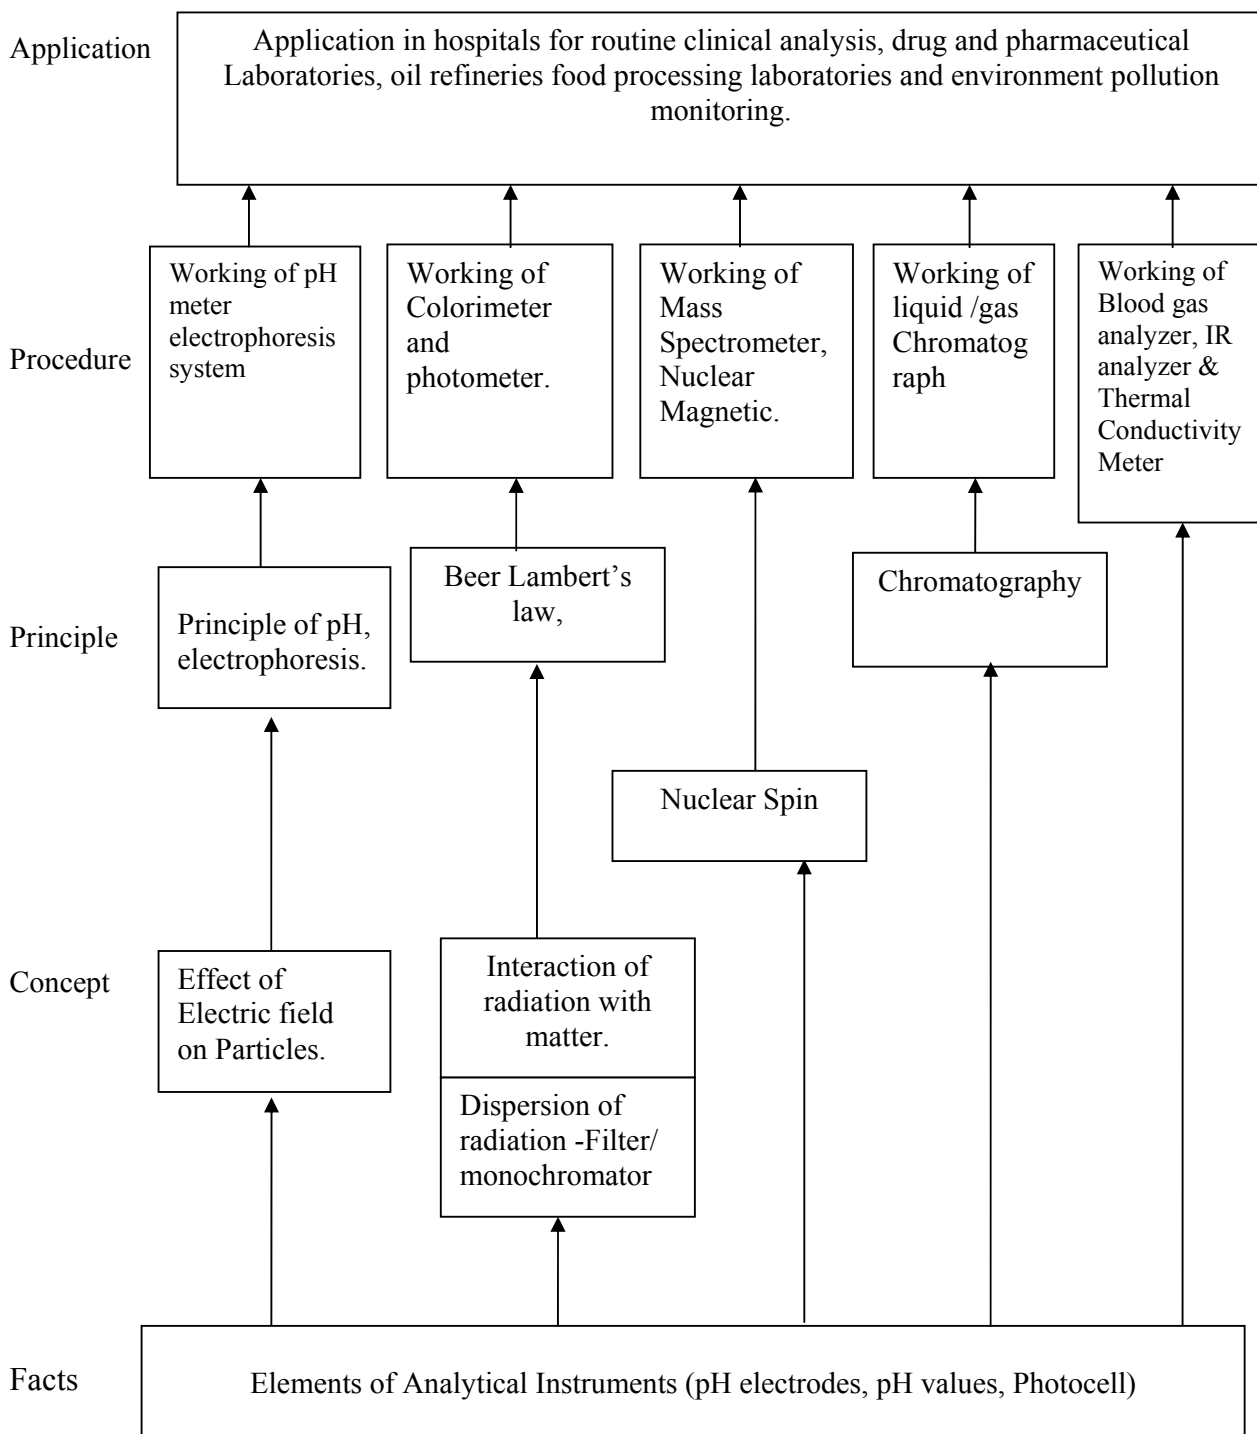 Application
Application in hospitals for routine clinical analysis, drug and pharmaceutical
Laboratories, oil refineries food processing laboratories and environment pollution
monitoring.
Procedure
Working of pH
meter
electrophoresis
system
Working of
Colorimeter
and
photometer.
Working of
Mass
Spectrometer,
Nuclear
Magnetic.
Working of
liquid /gas
Chromatog
raph
Working of
Blood gas
analyzer, IR
analyzer &
Thermal
Conductivity
Meter
Principle
Principle of pH,
electrophoresis.
Beer Lambert’s
law,
Chromatography
Nuclear Spin
Concept
Effect of
Electric field
on Particles.
Interaction of
radiation with
matter.
Dispersion of
radiation -Filter/
monochromator
Facts
Elements of Analytical Instruments (pH electrodes, pH values, Photocell)